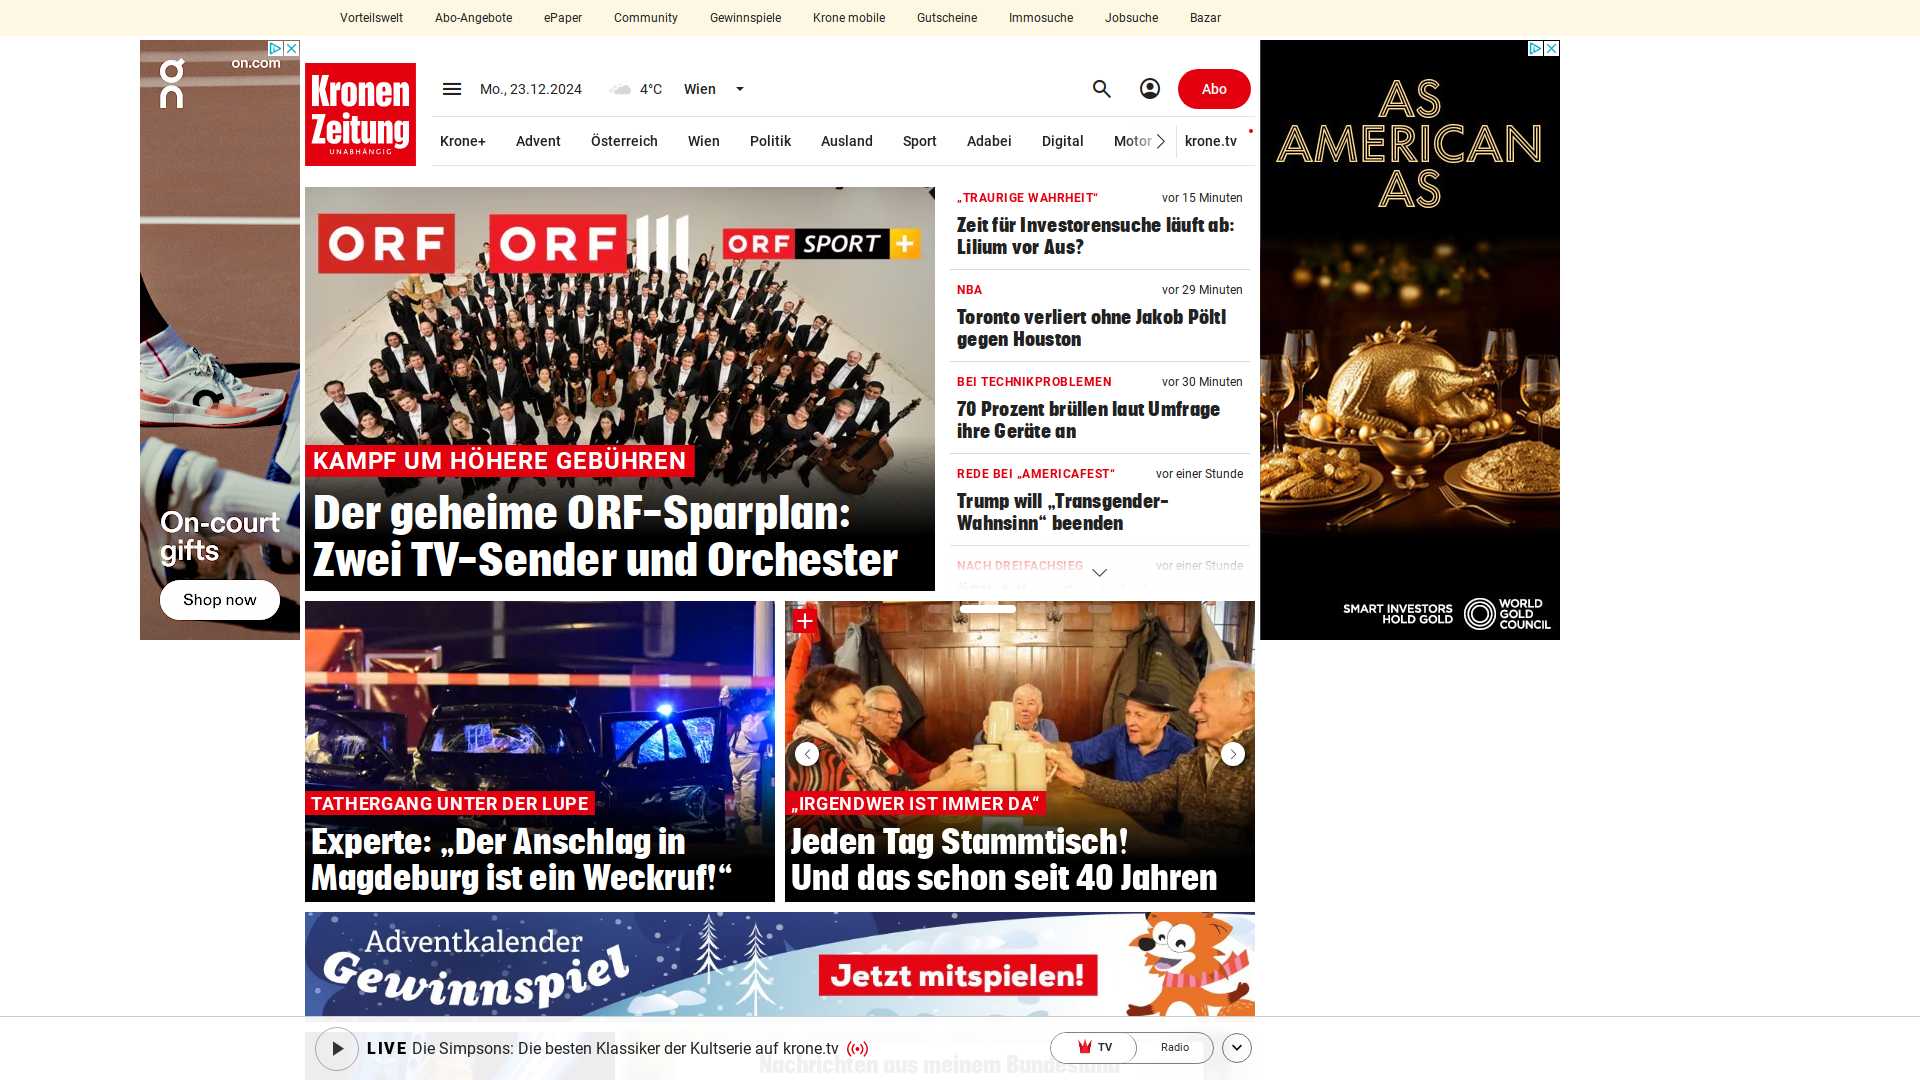 Vorteilswelt Abo-Angebote ePaper Community Gewinnspiele Krone mobile Gutscheine Immosuche Jobsuche Bazar
on.com
On-court
gifts
Shop now
Kronen
Zeitung
UNABHÄNGIG
Mo., 23.12.2024 4°C Wien
Abo
Krone+ Advent Österreich Wien Politik Ausland Sport Adabei Digital Motor krone.tv
ORF ORF III ORF SPORT +
KAMPF UM HÖHERE GEBÜHREN
Der geheime ORF-Sparplan:
Zwei TV-Sender und Orchester
„TRAURIGE WAHRHEIT“ vor 15 Minuten
Zeit für Investorensuche läuft ab:
Lilium vor Aus?
NBA vor 29 Minuten
Toronto verliert ohne Jakob Pöltl
gegen Houston
BEI TECHNIKPROBLEMEN vor 30 Minuten
70 Prozent brüllen laut Umfrage
ihre Geräte an
REDE BEI „AMERICAFEST“ vor einer Stunde
Trump will „Transgender-
Wahnsinn“ beenden
NACH DREIFACHSIEG vor einer Stunde
AS
AMERICAN
AS
SMART INVESTORS
HOLD GOLD
WORLD
GOLD
COUNCIL
TATHERGANG UNTER DER LUPE
Experte: „Der Anschlag in
Magdeburg ist ein Weckruf!“
„IRGENDWER IST IMMER DA“
Jeden Tag Stammtisch!
Und das schon seit 40 Jahren
Adventkalender
Gewinnspiel
Jetzt mitspielen!
LIVE Die Simpsons: Die besten Klassiker der Kultserie auf krone.tv
TV Radio
Nachrichten aus meinem Bundesland